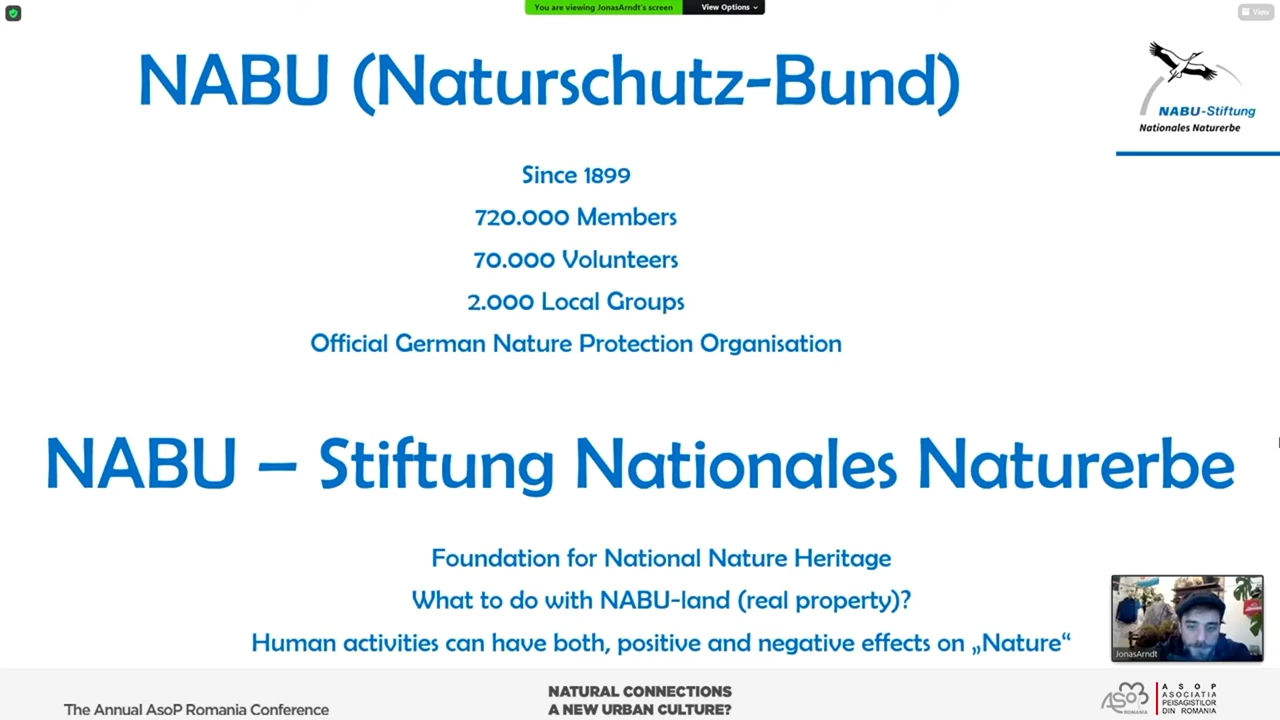 You are viewing JonasArndt's screen
View Options
View
NABU (Naturschutz-Bund)
NABU-Stiftung
Nationales Naturerbe
Since 1899
720.000 Members
70.000 Volunteers
2.000 Local Groups
Official German Nature Protection Organisation
NABU – Stiftung Nationales Naturerbe
Foundation for National Nature Heritage
What to do with NABU-land (real property)?
Human activities can have both, positive and negative effects on „Nature“
JonasArndt
The Annual AsoP Romania Conference
NATURAL CONNECTIONS
A NEW URBAN CULTURE?
ASoP
ROMANIA
A S O P
ASOCIATIA
PEISAGISTILOR
DIN ROMANIA